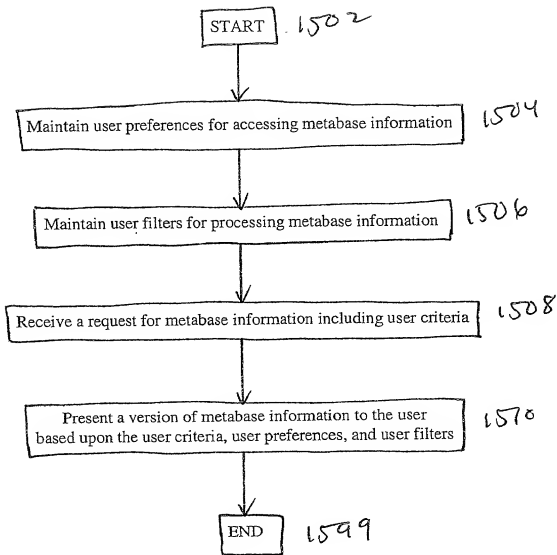 START 1502
Maintain user preferences for accessing metabase information 1504
Maintain user filters for processing metabase information 1506
Receive a request for metabase information including user criteria 1508
Present a version of metabase information to the user
based upon the user criteria, user preferences, and user filters 1510
END 1599